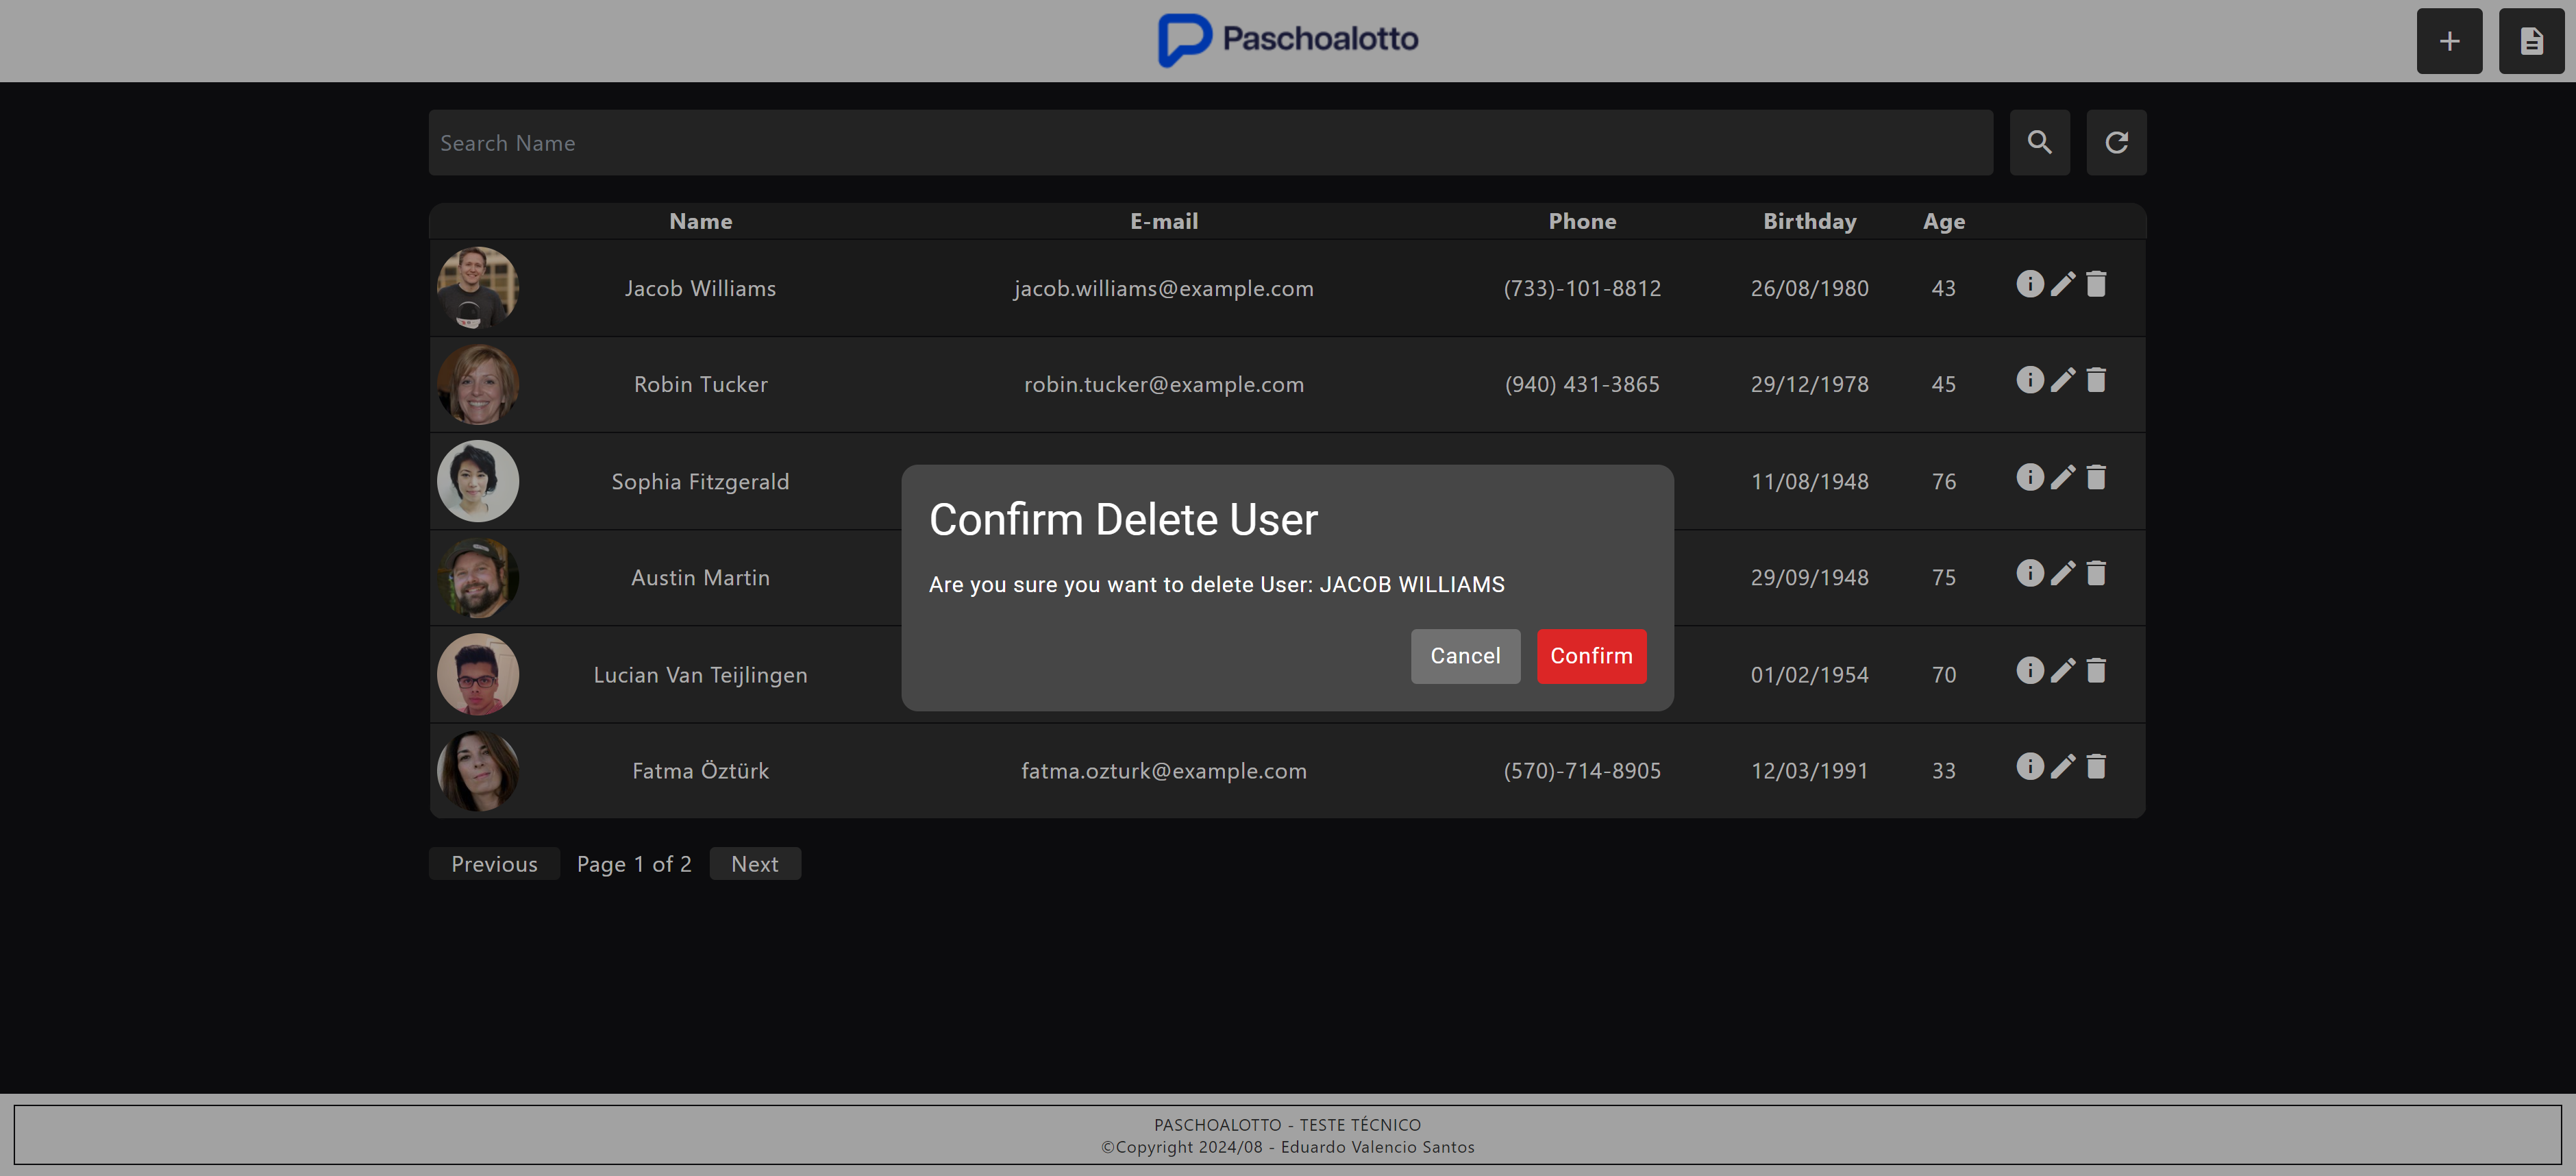 Paschoalotto
Search Name
Name E-mail Phone Birthday Age
Jacob Williams jacob.williams@example.com (733)-101-8812 26/08/1980 43
Robin Tucker robin.tucker@example.com (940) 431-3865 29/12/1978 45
Sophia Fitzgerald 11/08/1948 76
Confirm Delete User
Austin Martin 29/09/1948 75
Are you sure you want to delete User: JACOB WILLIAMS
Cancel Confirm
Lucian Van Teijlingen 01/02/1954 70
Fatma Öztürk fatma.ozturk@example.com (570)-714-8905 12/03/1991 33
Previous Page 1 of 2 Next
PASCHOALOTTO - TESTE TÉCNICO
©Copyright 2024/08 - Eduardo Valencio Santos